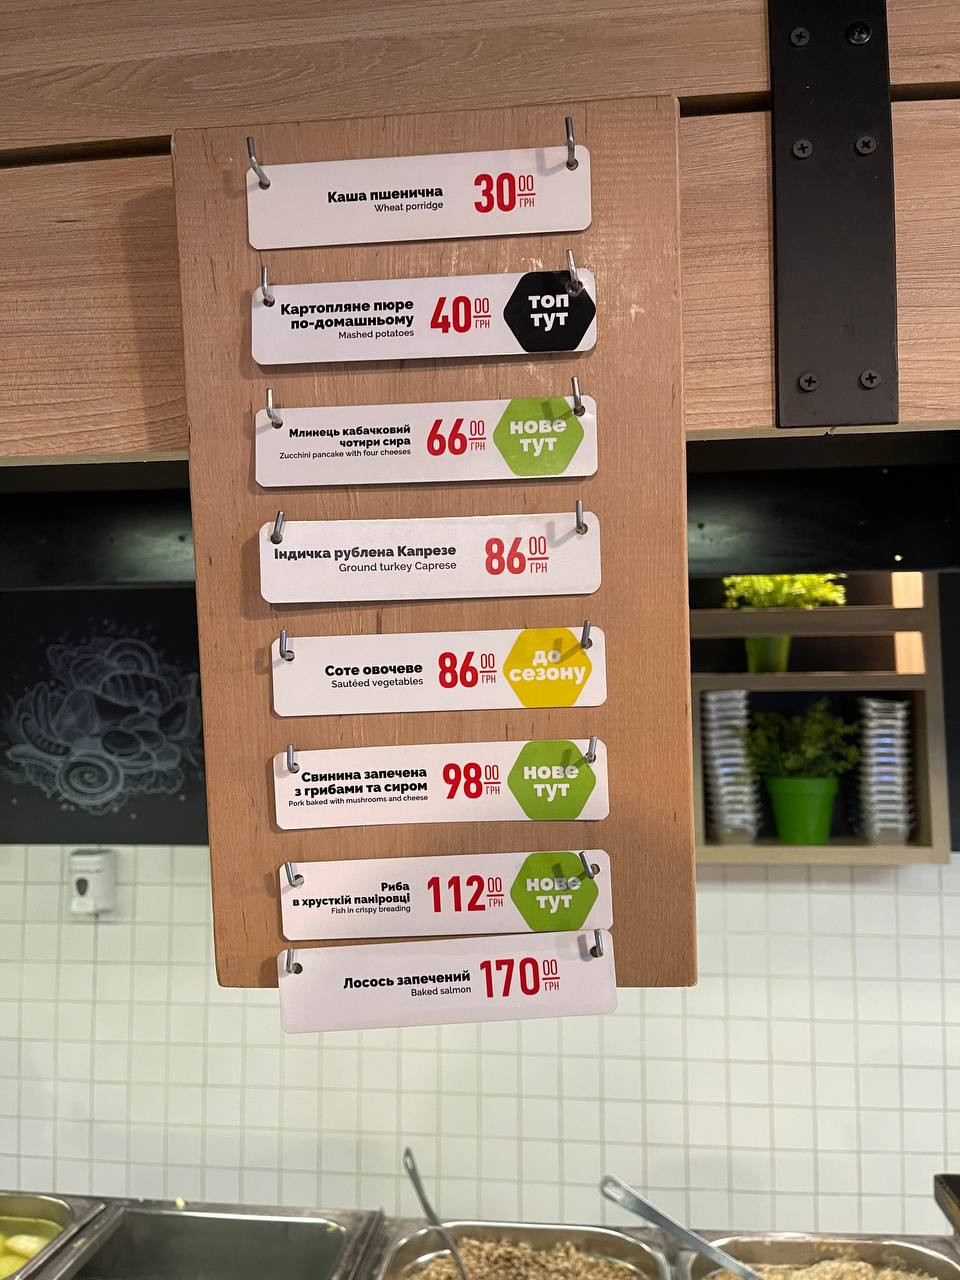 Каша пшенична
Wheat porridge
30 00 ГРН
Картопляне пюре
по-домашньому
Mashed potatoes
40 00 ГРН
ТОП
ТУТ
Млинець кабачковий
чотири сира
Zucchini pancake with four cheeses
66 00 ГРН
НОВЕ
ТУТ
Індичка рублена Капрезе
Ground turkey Caprese
86 00 ГРН
Соте овочеве
Sautéed vegetables
86 00 ГРН
до
сезону
Свинина запечена
з грибами та сиром
Pork baked with mushrooms and cheese
98 00 ГРН
НОВЕ
ТУТ
Риба
в хрусткій паніровці
Fish in crispy breading
112 00 ГРН
НОВЕ
ТУТ
Лосось запечений
Baked salmon
170 00 ГРН